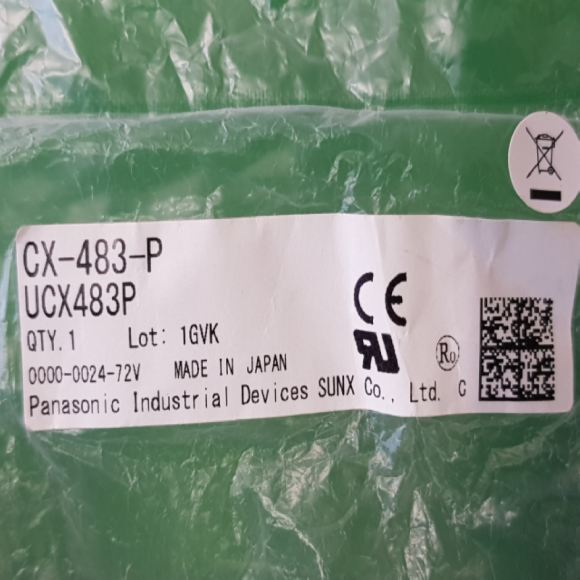 CX-483-P
UCX483P
QTY.1 Lot: 1GVK
0000-0024-72V MADE IN JAPAN
Panasonic Industrial Devices SUNX Co., Ltd. C
CE
RU
Ro